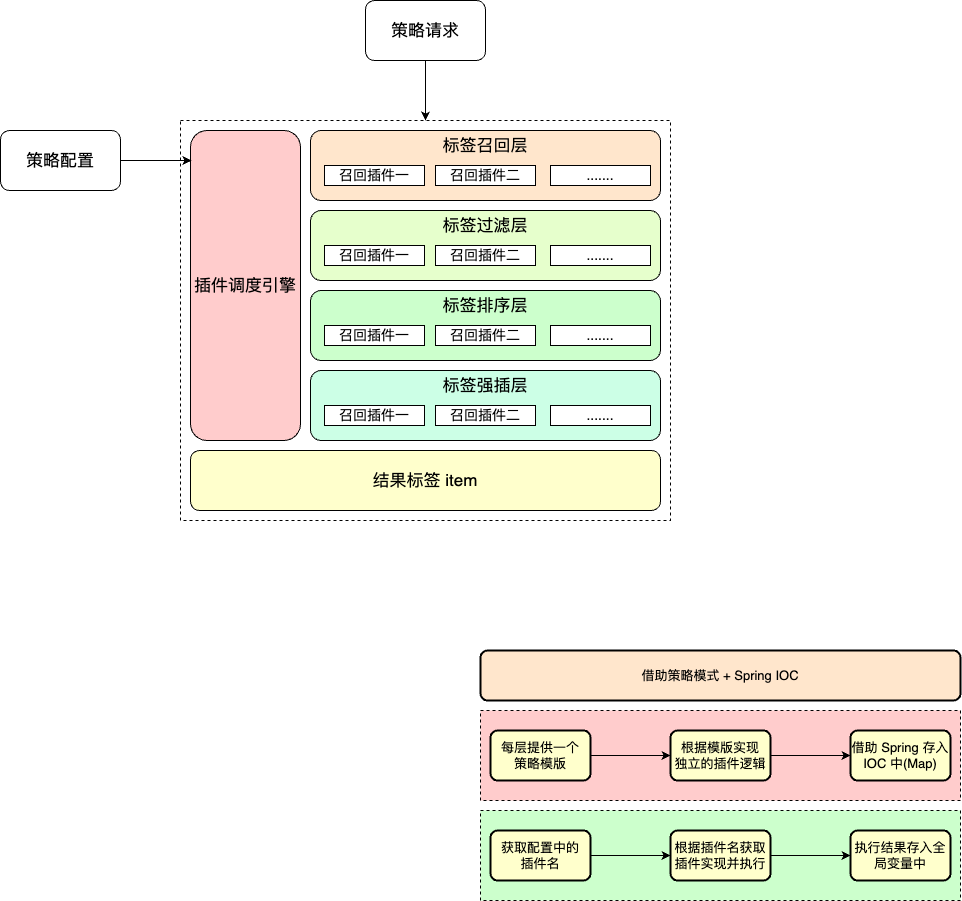 策略请求
策略配置
插件调度引擎
标签召回层
召回插件一
召回插件二
.......
标签过滤层
召回插件一
召回插件二
.......
标签排序层
召回插件一
召回插件二
.......
标签强插层
召回插件一
召回插件二
.......
结果标签 item
借助策略模式 + Spring IOC
每层提供一个
策略模版
根据模版实现
独立的插件逻辑
借助 Spring 存入
IOC 中(Map)
获取配置中的
插件名
根据插件名获取
插件实现并执行
执行结果存入全
局变量中